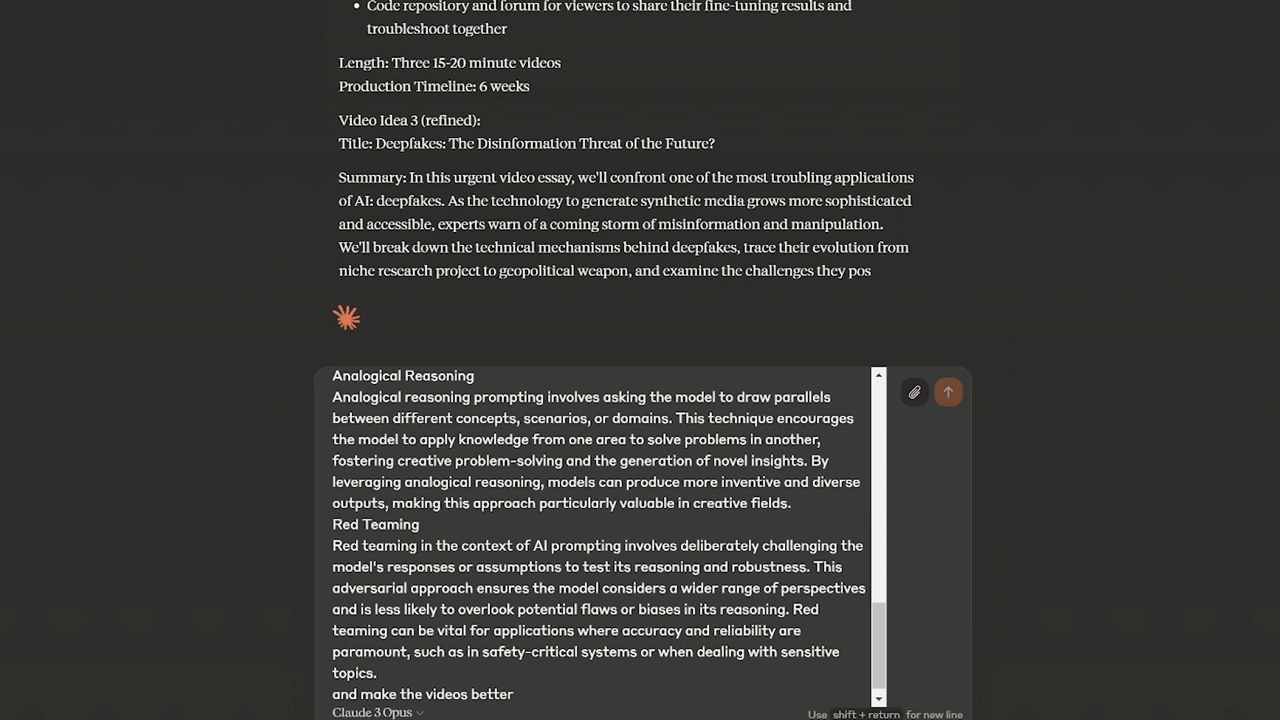 • Code repository and forum for viewers to share their fine-tuning results and
troubleshoot together
Length: Three 15-20 minute videos
Production Timeline: 6 weeks
Video Idea 3 (refined):
Title: Deepfakes: The Disinformation Threat of the Future?
Summary: In this urgent video essay, we'll confront one of the most troubling applications
of AI: deepfakes. As the technology to generate synthetic media grows more sophisticated
and accessible, experts warn of a coming storm of misinformation and manipulation.
We'll break down the technical mechanisms behind deepfakes, trace their evolution from
niche research project to geopolitical weapon, and examine the challenges they pos
Analogical Reasoning
Analogical reasoning prompting involves asking the model to draw parallels
between different concepts, scenarios, or domains. This technique encourages
the model to apply knowledge from one area to solve problems in another,
fostering creative problem-solving and the generation of novel insights. By
leveraging analogical reasoning, models can produce more inventive and diverse
outputs, making this approach particularly valuable in creative fields.
Red Teaming
Red teaming in the context of AI prompting involves deliberately challenging the
model's responses or assumptions to test its reasoning and robustness. This
adversarial approach ensures the model considers a wider range of perspectives
and is less likely to overlook potential flaws or biases in its reasoning. Red
teaming can be vital for applications where accuracy and reliability are
paramount, such as in safety-critical systems or when dealing with sensitive
topics.
and make the videos better
Claude 3 Opus
Use shift + return for new line